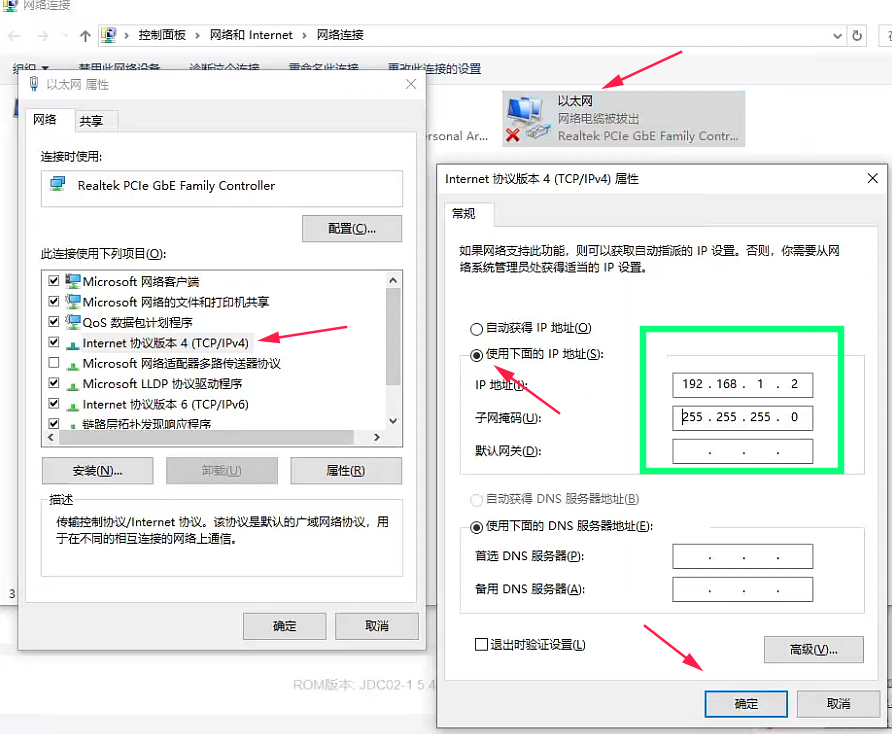 网络连接
控制面板 › 网络和 Internet › 网络连接
组织 禁用此网络设备 诊断这个连接 重命名此连接 更改此连接的设置
以太网
网络电缆被拔出
Realtek PCIe GbE Family Contr...
ersonal Ar...
以太网 属性
网络 共享
连接时使用:
Realtek PCIe GbE Family Controller
配置(C)...
此连接使用下列项目(O):
Microsoft 网络客户端
Microsoft 网络的文件和打印机共享
QoS 数据包计划程序
Internet 协议版本 4 (TCP/IPv4)
Microsoft 网络适配器多路传送器协议
Microsoft LLDP 协议驱动程序
Internet 协议版本 6 (TCP/IPv6)
链路层拓扑发现响应程序
安装(N)... 卸载(U) 属性(R)
描述
传输控制协议/Internet 协议。该协议是默认的广域网络协议，用
于在不同的相互连接的网络上通信。
确定 取消
3
ROM版本: JDC02-1 5 4
Internet 协议版本 4 (TCP/IPv4) 属性
常规
如果网络支持此功能，则可以获取自动指派的 IP 设置。否则，你需要从网
络系统管理员处获得适当的 IP 设置。
自动获得 IP 地址(O)
使用下面的 IP 地址(S):
IP 地址(I): 192 . 168 . 1 . 2
子网掩码(U): 255 . 255 . 255 . 0
默认网关(D): . . .
自动获得 DNS 服务器地址(B)
使用下面的 DNS 服务器地址(E):
首选 DNS 服务器(P): . . .
备用 DNS 服务器(A): . . .
退出时验证设置(L)
高级(V)...
确定 取消